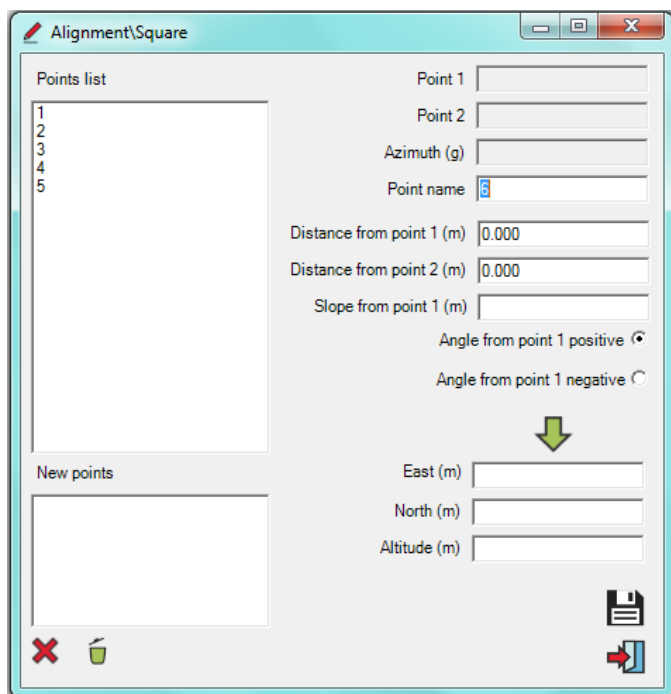 Alignment\Square
Points list
1
2
3
4
5
Point 1
Point 2
Azimuth (g)
Point name 6
Distance from point 1 (m) 0.000
Distance from point 2 (m) 0.000
Slope from point 1 (m)
Angle from point 1 positive
Angle from point 1 negative
New points
East (m)
North (m)
Altitude (m)